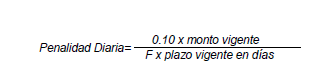 0.10 x monto vigente
Penalidad Diaria=
F x plazo vigente en días